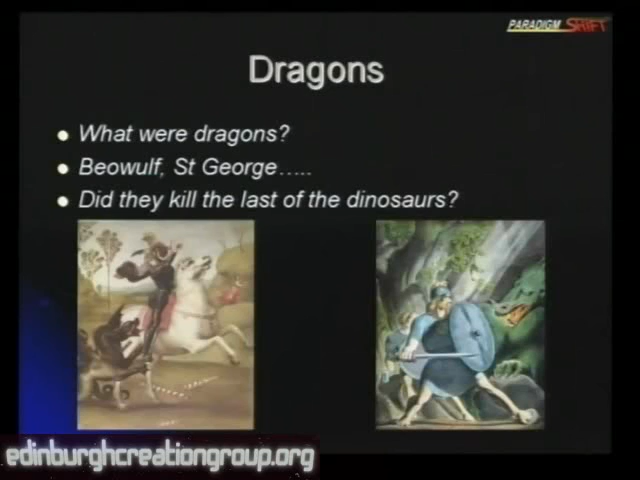 PARADIGM SHIFT
Dragons
What were dragons?
Beowulf, St George.....
Did they kill the last of the dinosaurs?
edinburghcreationgroup.org